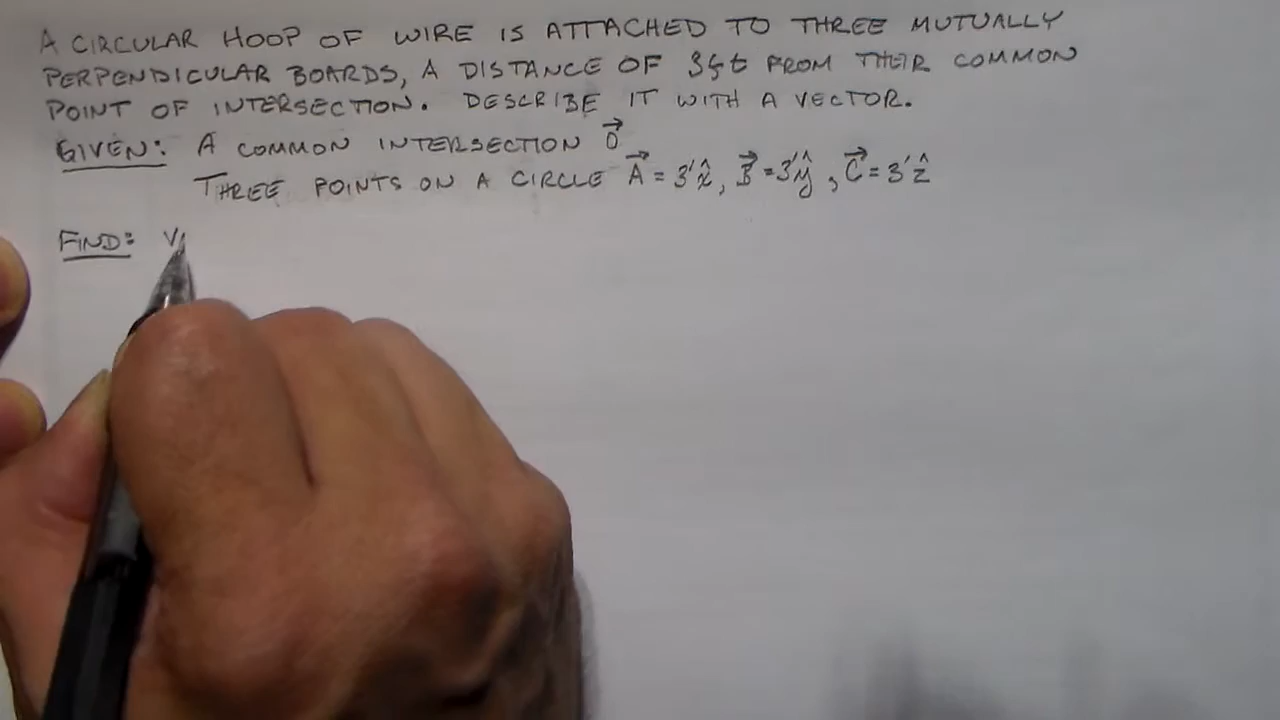 A CIRCULAR HOOP OF WIRE IS ATTACHED TO THREE MUTUALLY
PERPENDICULAR BOARDS, A DISTANCE OF 3ft FROM THEIR COMMON
POINT OF INTERSECTION. DESCRIBE IT WITH A VECTOR.
GIVEN: A COMMON INTERSECTION O⃗
THREE POINTS ON A CIRCLE A⃗ = 3'x̂, B⃗ = 3'ŷ, C⃗ = 3'ẑ
FIND: